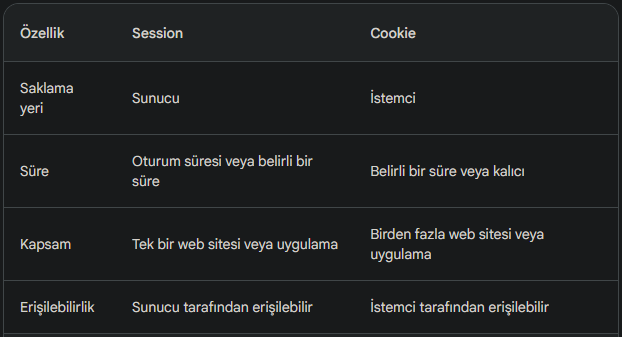 Özellik Session Cookie
Saklama
yeri
Sunucu
İstemci
Süre
Oturum süresi veya belirli bir
süre
Belirli bir süre veya kalıcı
Kapsam
Tek bir web sitesi veya uygulama
Birden fazla web sitesi veya
uygulama
Erişilebilirlik
Sunucu tarafından erişilebilir
İstemci tarafından erişilebilir